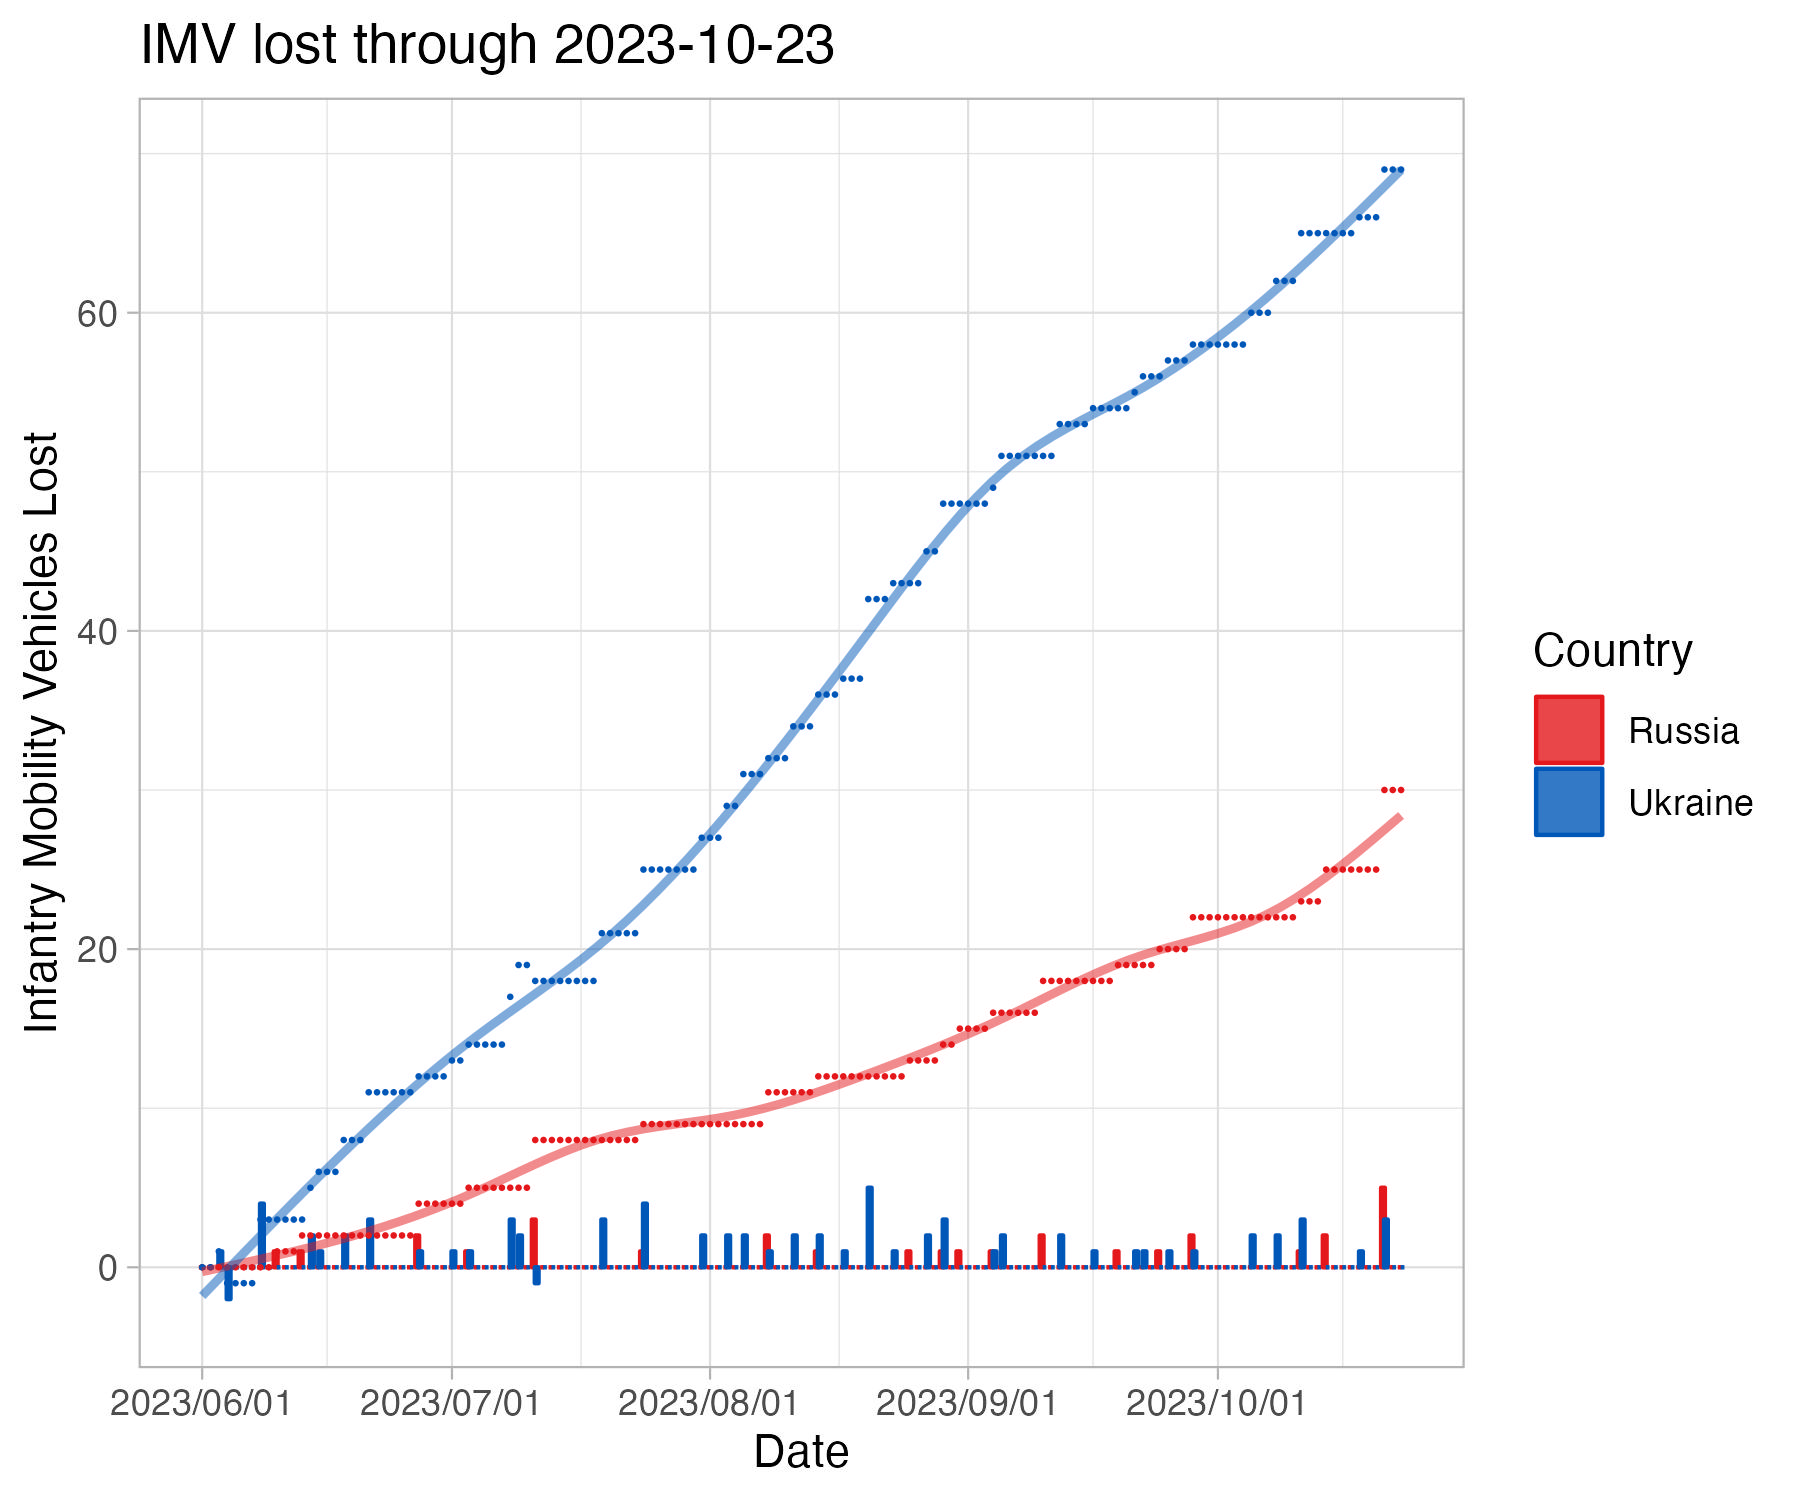 IMV lost through 2023-10-23
Infantry Mobility Vehicles Lost
60
40
20
0
2023/06/01
2023/07/01
2023/08/01
2023/09/01
2023/10/01
Date
Country
Russia
Ukraine